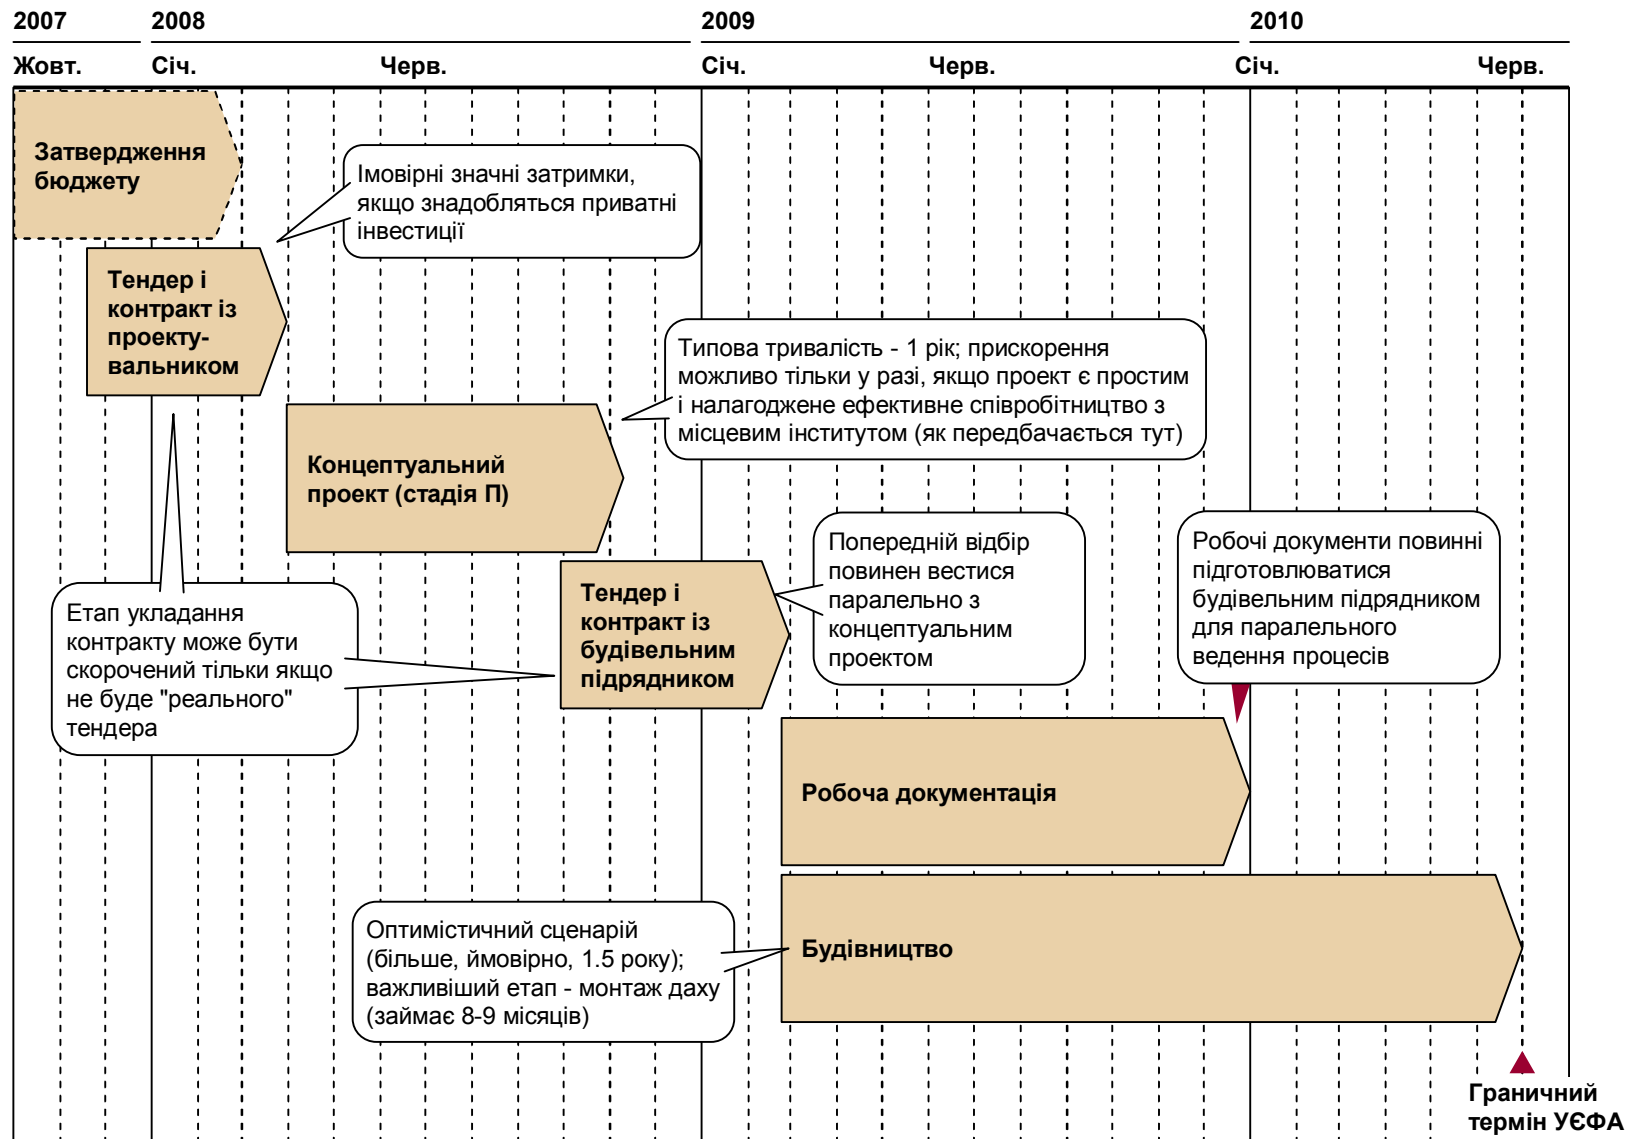 2007
2008
2009
2010
Жовт.
Січ.
Черв.
Січ.
Черв.
Січ.
Черв.
Затвердження
бюджету
Імовірні значні затримки,
якщо знадобляться приватні
інвестиції
Тендер і
контракт із
проекту-
вальником
Типова тривалість - 1 рік; прискорення
можливо тільки у разі, якщо проект є простим
і налагоджене ефективне співробітництво з
місцевим інститутом (як передбачається тут)
Концептуальний
проект (стадія П)
Попередній відбір
повинен вестися
паралельно з
концептуальним
проектом
Робочі документи повинні
підготовлюватися
будівельним підрядником
для паралельного
ведення процесів
Етап укладання
контракту може бути
скорочений тільки якщо
не буде "реального"
тендера
Тендер і
контракт із
будівельним
підрядником
Робоча документація
Оптимістичний сценарій
(більше, ймовірно, 1.5 року);
важливіший етап - монтаж даху
(займає 8-9 місяців)
Будівництво
Граничний
термін УЄФА